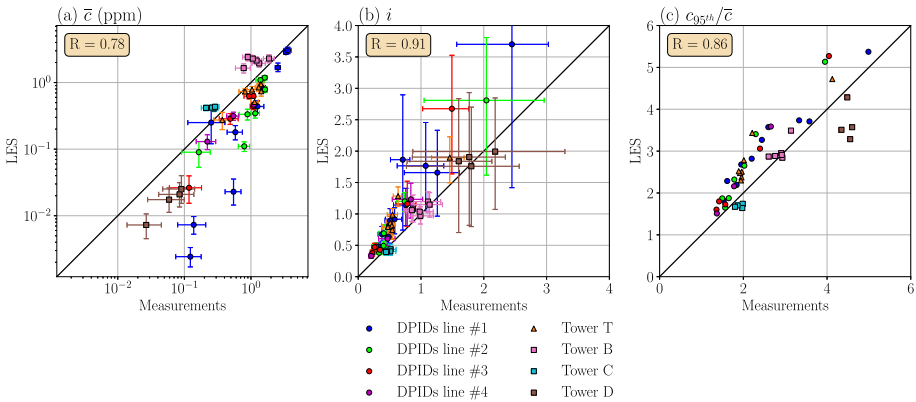 (a) c̅ (ppm)
R = 0.78
LES
10⁰
10⁻¹
10⁻²
10⁻² 10⁻¹ 10⁰
Measurements
(b) i
R = 0.91
LES
4.0
3.5
3.0
2.5
2.0
1.5
1.0
0.5
0.0
0 1 2 3 4
Measurements
(c) c₉₅ₜₕ/c̅
R = 0.86
LES
6
5
4
3
2
1
0
0 1 2 3 4 5 6
Measurements
DPIDs line #1
DPIDs line #2
DPIDs line #3
DPIDs line #4
Tower T
Tower B
Tower C
Tower D